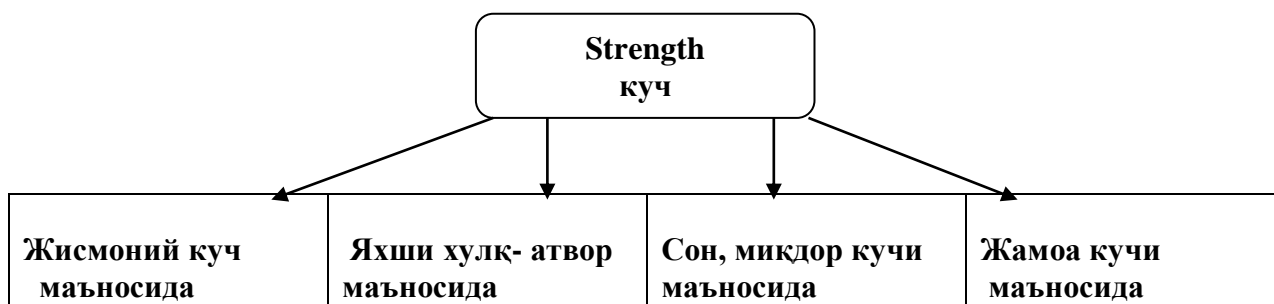 Strength
куч
Жисмоний куч
маъносида
Яхши хулқ- атвор
маъносида
Сон, миқдор кучи
маъносида
Жамоа кучи
маъносида